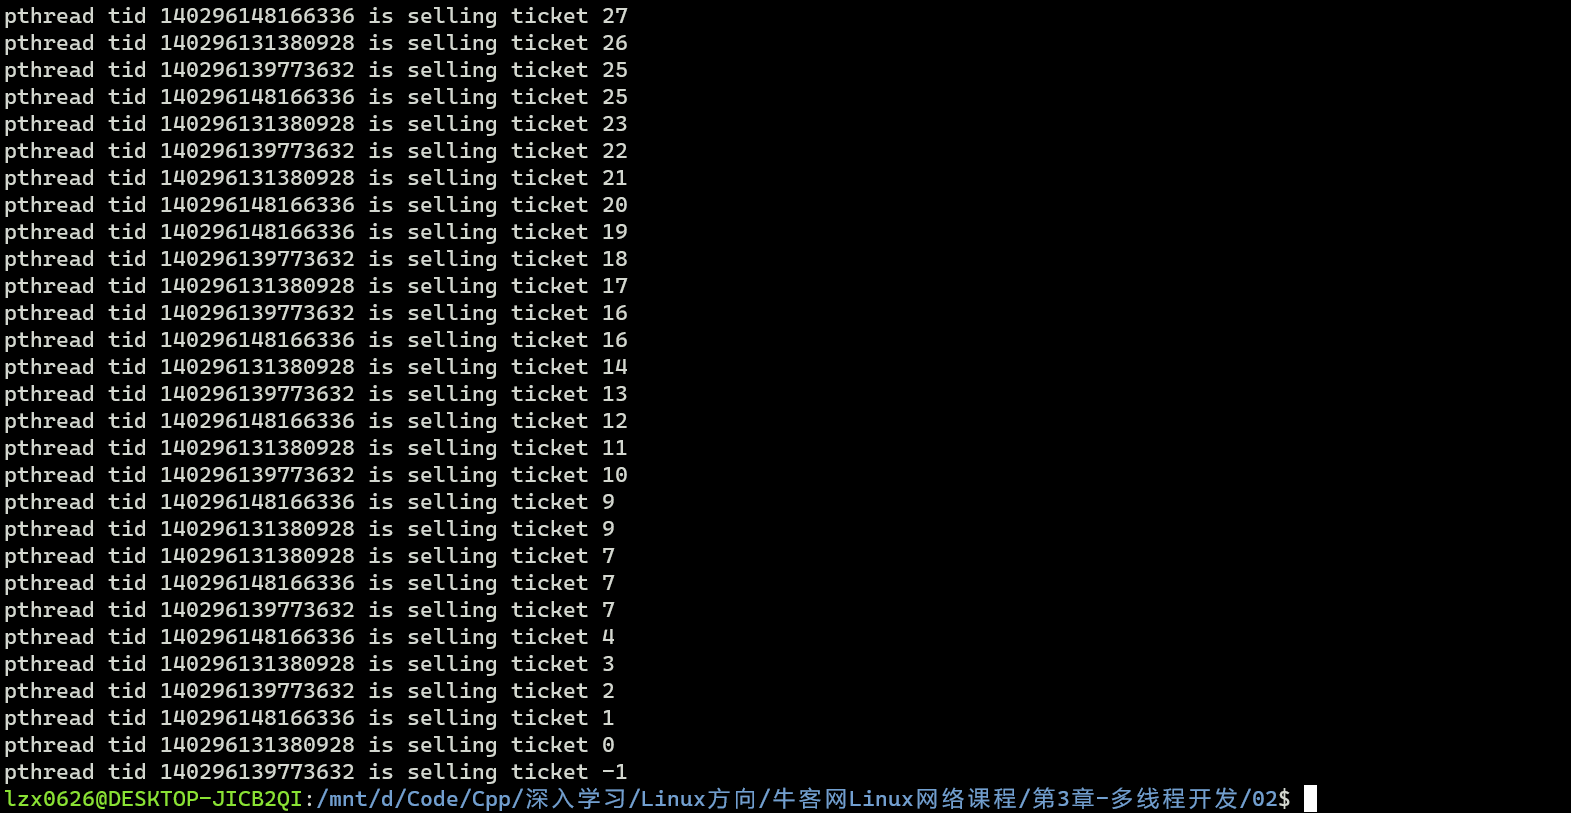 pthread tid 140296148166336 is selling ticket 27
pthread tid 140296131380928 is selling ticket 26
pthread tid 140296139773632 is selling ticket 25
pthread tid 140296148166336 is selling ticket 25
pthread tid 140296131380928 is selling ticket 23
pthread tid 140296139773632 is selling ticket 22
pthread tid 140296131380928 is selling ticket 21
pthread tid 140296148166336 is selling ticket 20
pthread tid 140296148166336 is selling ticket 19
pthread tid 140296139773632 is selling ticket 18
pthread tid 140296131380928 is selling ticket 17
pthread tid 140296139773632 is selling ticket 16
pthread tid 140296148166336 is selling ticket 16
pthread tid 140296131380928 is selling ticket 14
pthread tid 140296139773632 is selling ticket 13
pthread tid 140296148166336 is selling ticket 12
pthread tid 140296131380928 is selling ticket 11
pthread tid 140296139773632 is selling ticket 10
pthread tid 140296148166336 is selling ticket 9
pthread tid 140296131380928 is selling ticket 9
pthread tid 140296131380928 is selling ticket 7
pthread tid 140296148166336 is selling ticket 7
pthread tid 140296139773632 is selling ticket 7
pthread tid 140296148166336 is selling ticket 4
pthread tid 140296131380928 is selling ticket 3
pthread tid 140296139773632 is selling ticket 2
pthread tid 140296148166336 is selling ticket 1
pthread tid 140296131380928 is selling ticket 0
pthread tid 140296139773632 is selling ticket -1
lzx0626@DESKTOP-JICB2QI:/mnt/d/Code/Cpp/深入学习/Linux方向/牛客网Linux网络课程/第3章-多线程开发/02$